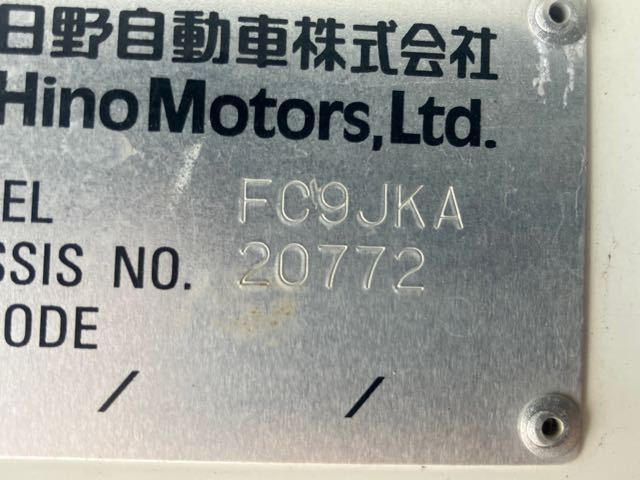 日野自動車株式会社
Hino Motors, Ltd.
EL FC9JKA
SSIS NO. 20772
ODE
/ /